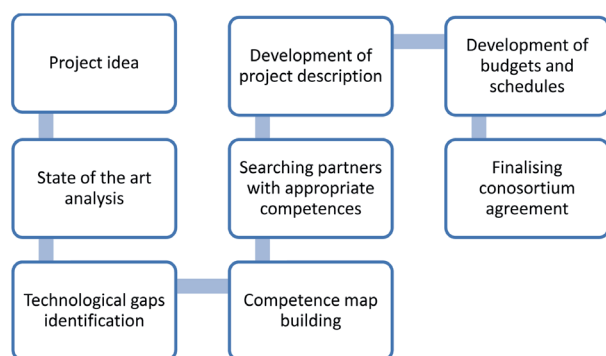 Project idea
State of the art
analysis
Technological gaps
identification
Competence map
building
Searching partners
with appropriate
competences
Development of
project description
Development of
budgets and
schedules
Finalising
conosortium
agreement